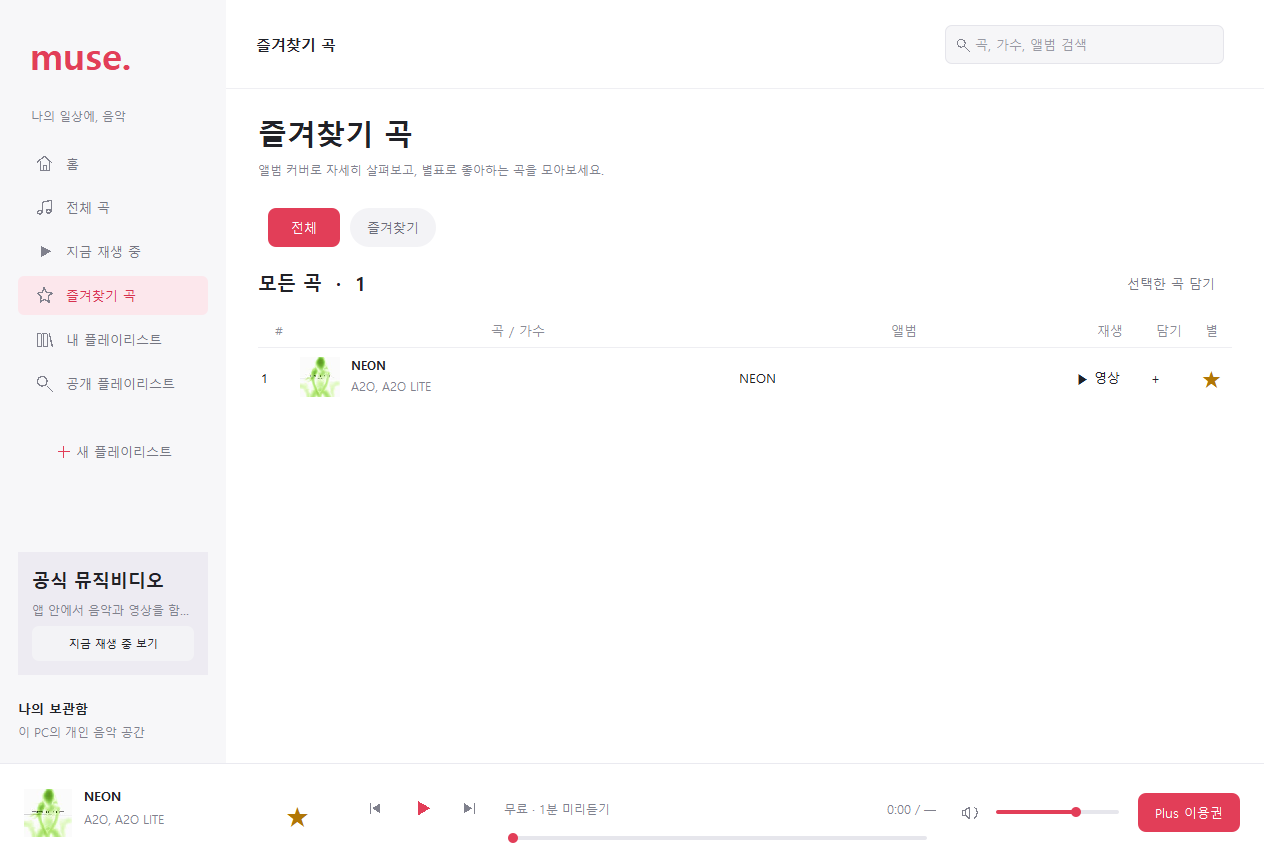 muse.
나의 일상에, 음악
홈
전체 곡
지금 재생 중
즐겨찾기 곡
내 플레이리스트
공개 플레이리스트
+ 새 플레이리스트
공식 뮤직비디오
앱 안에서 음악과 영상을 함...
지금 재생 중 보기
나의 보관함
이 PC의 개인 음악 공간
즐겨찾기 곡
곡, 가수, 앨범 검색
즐겨찾기 곡
앨범 커버로 자세히 살펴보고, 별표로 좋아하는 곡을 모아보세요.
전체 즐겨찾기
모든 곡 · 1 선택한 곡 담기
# 곡 / 가수 앨범 재생 담기 별
1 NEON NEON ▶ 영상 + ★
A2O, A2O LITE
NEON
A2O, A2O LITE
★
무료 · 1분 미리듣기 0:00 / —
Plus 이용권